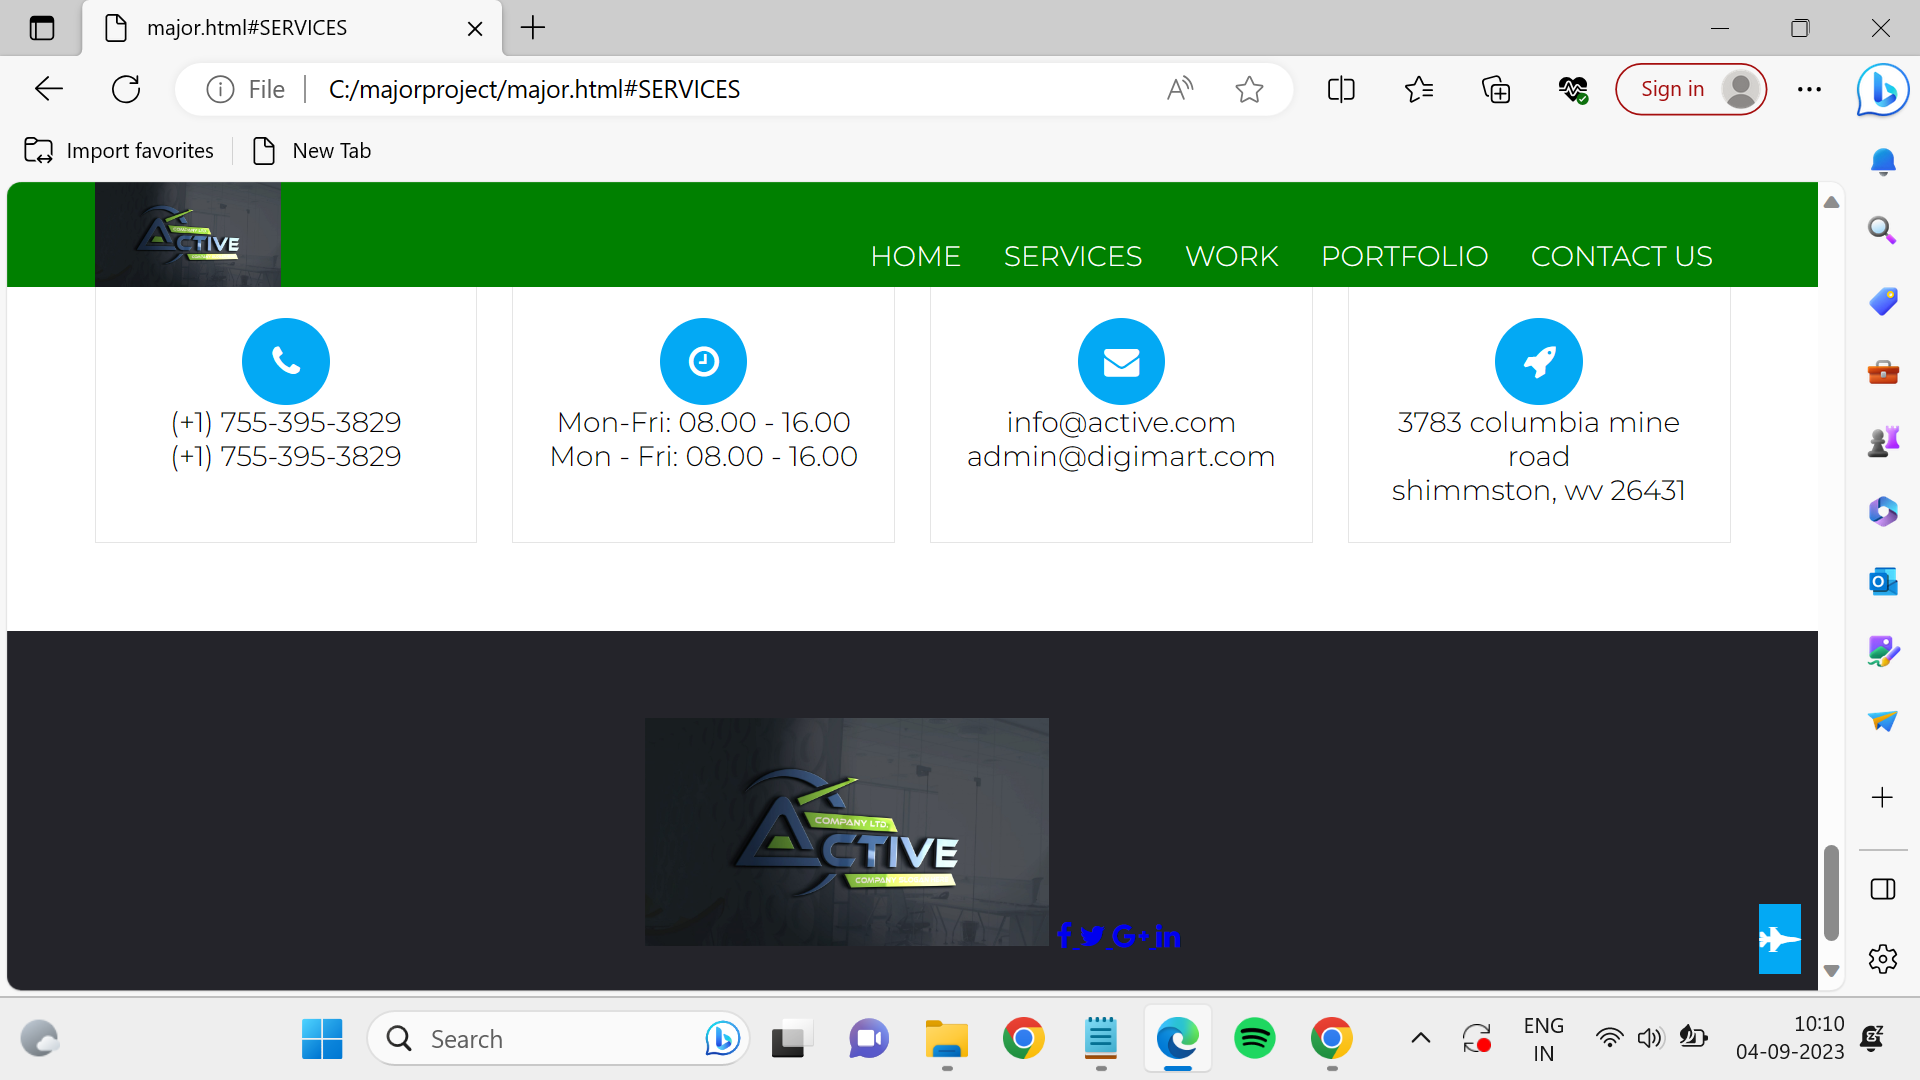 major.html#SERVICES
File
C:/majorproject/major.html#SERVICES
Sign in
Import favorites
New Tab
COMPANY LTD.
ACTIVE
HOME SERVICES WORK PORTFOLIO CONTACT US
(+1) 755-395-3829
(+1) 755-395-3829
Mon-Fri: 08.00 - 16.00
Mon - Fri: 08.00 - 16.00
info@active.com
admin@digimart.com
3783 columbia mine
road
shimmston, wv 26431
COMPANY LTD.
ACTIVE
COMPANY
Search
ENG
IN
10:10
04-09-2023